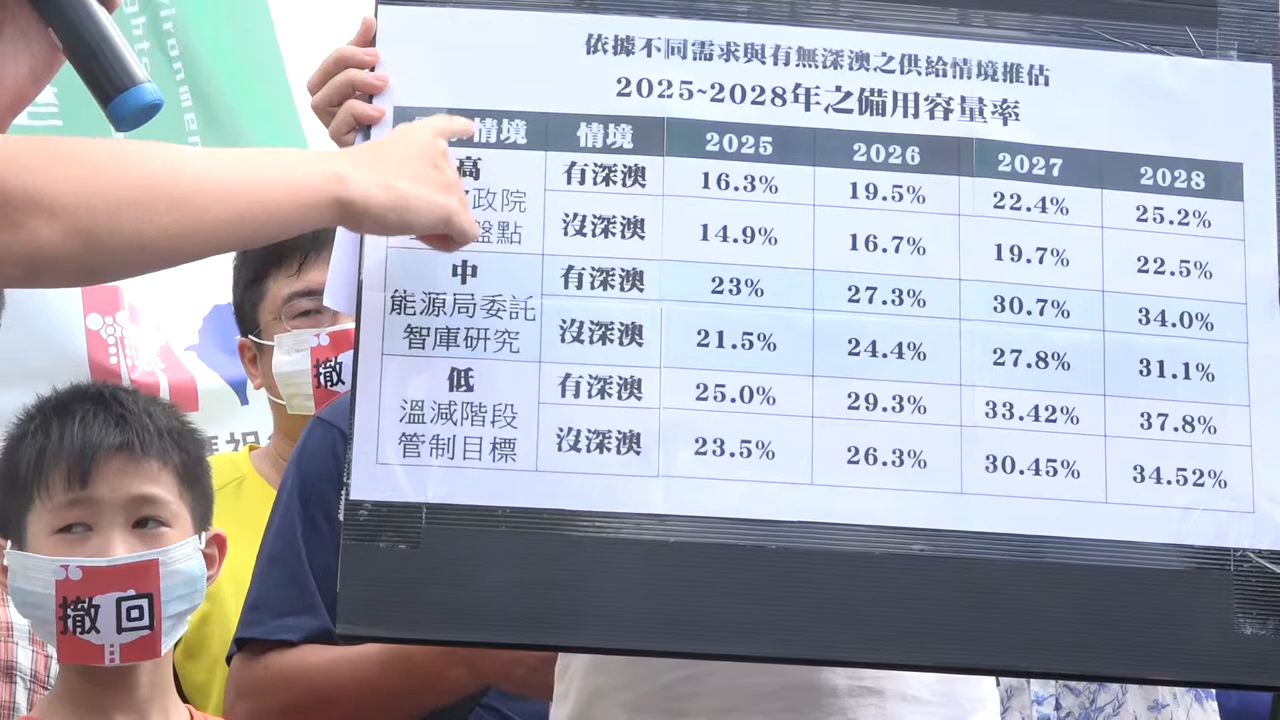 依據不同需求與有無深澳之供給情境推估
2025~2028年之備用容量率
情境 情境 2025 2026 2027 2028
高 有深澳 16.3% 19.5% 22.4% 25.2%
政院
盤點 沒深澳 14.9% 16.7% 19.7% 22.5%
中 有深澳 23% 27.3% 30.7% 34.0%
能源局委託
智庫研究 沒深澳 21.5% 24.4% 27.8% 31.1%
低 有深澳 25.0% 29.3% 33.42% 37.8%
溫減階段
管制目標 沒深澳 23.5% 26.3% 30.45% 34.52%
撤
撤回